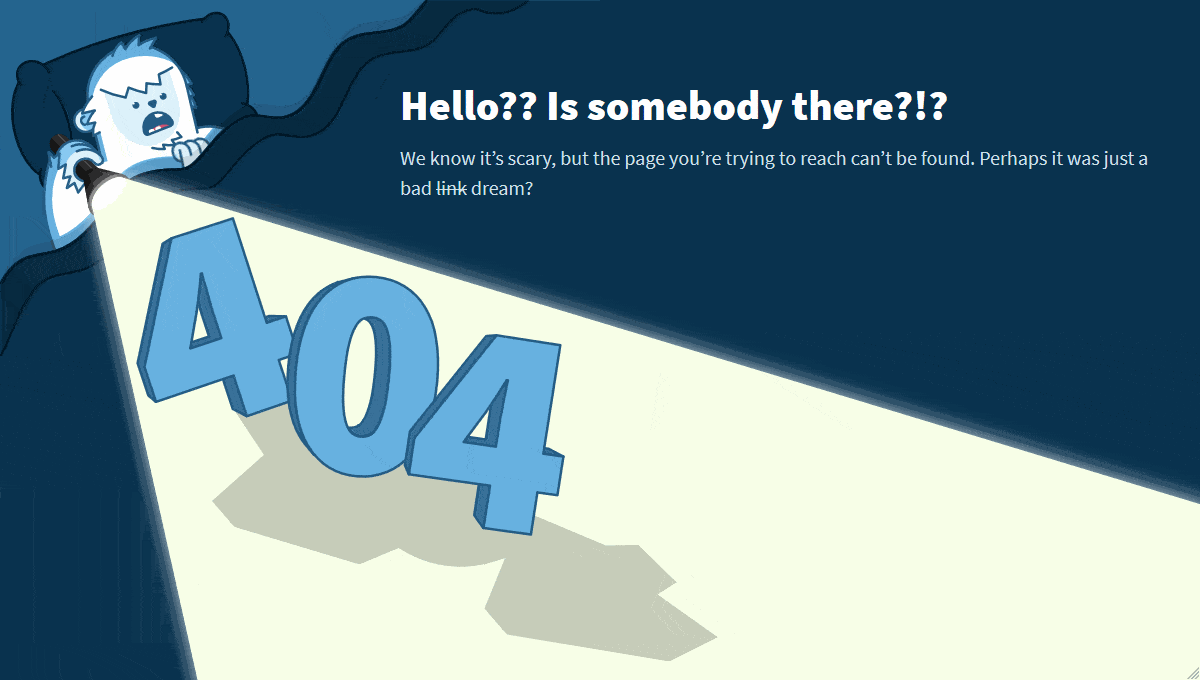 Hello?? Is somebody there?!?
We know it’s scary, but the page you’re trying to reach can’t be found. Perhaps it was just a
bad link dream?
404